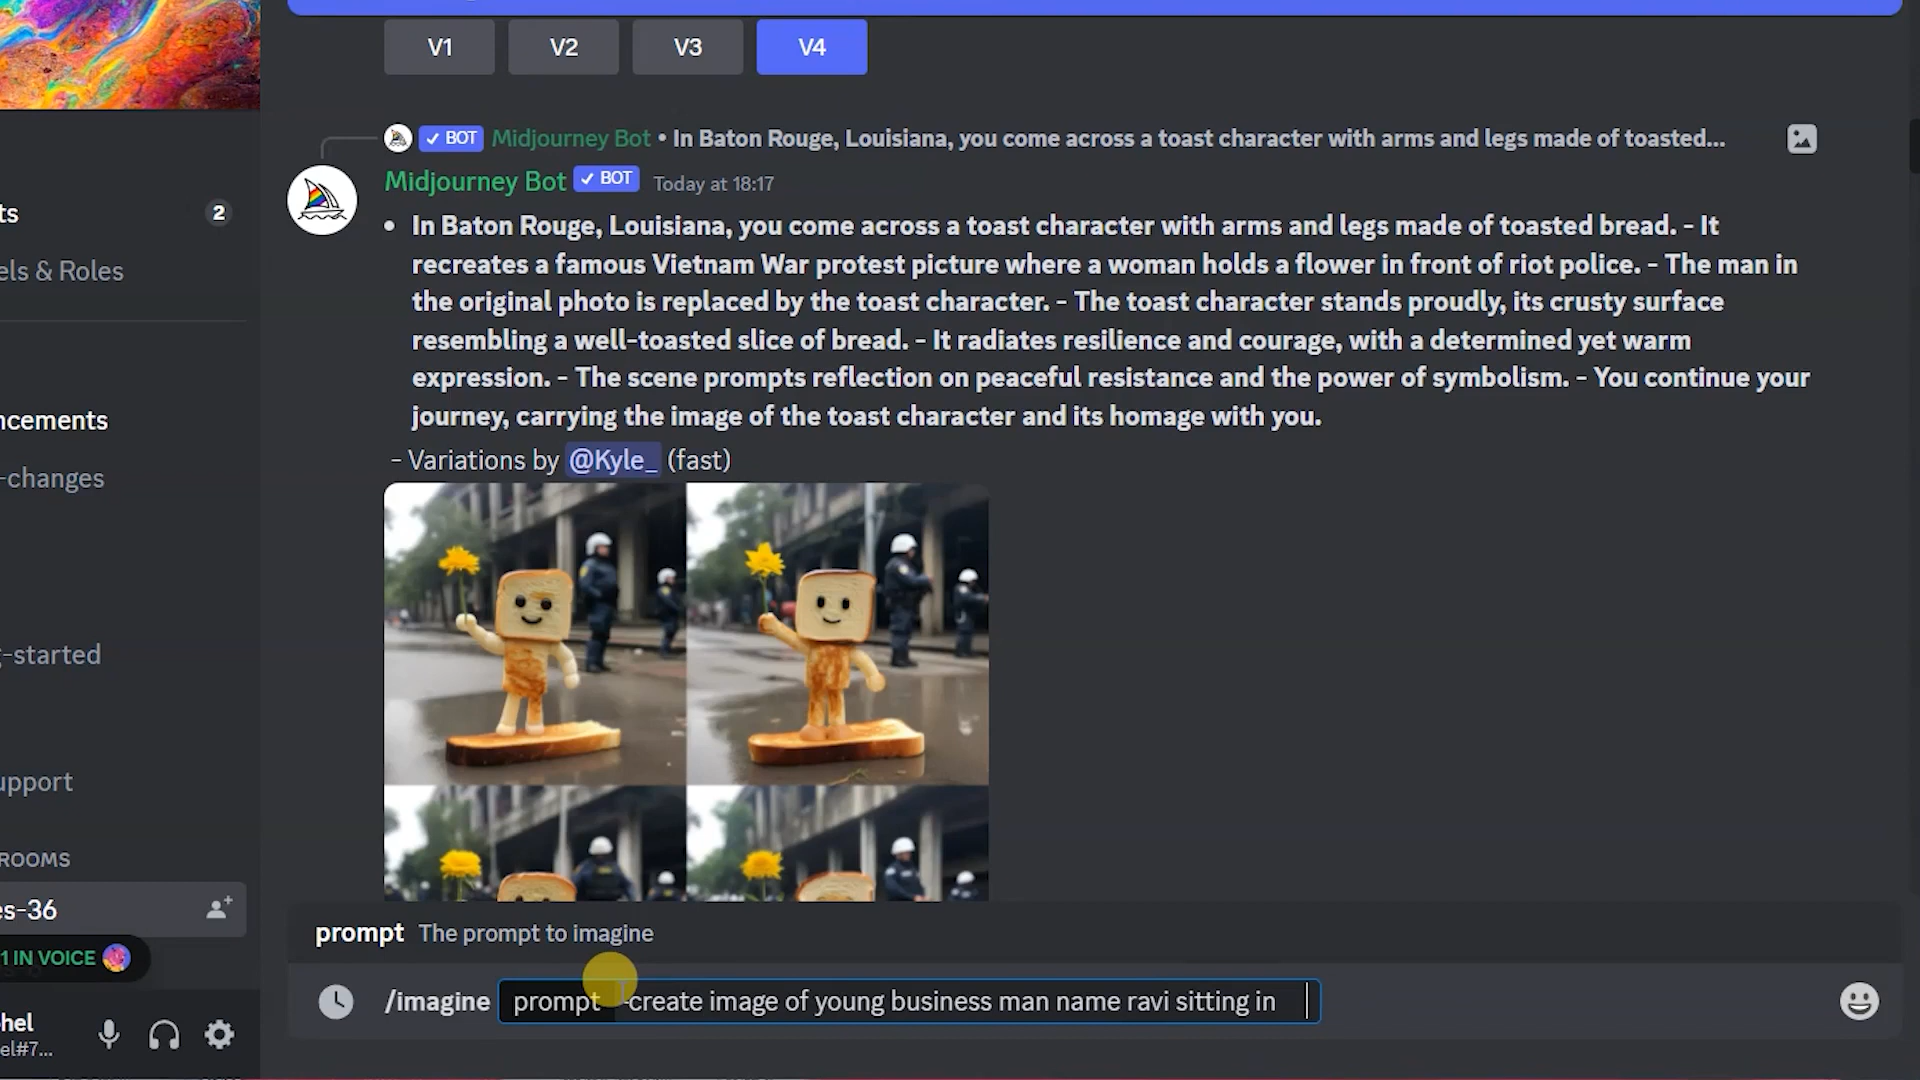 V1 V2 V3 V4
✓ BOT Midjourney Bot • In Baton Rouge, Louisiana, you come across a toast character with arms and legs made of toasted...
Midjourney Bot ✓ BOT Today at 18:17
• In Baton Rouge, Louisiana, you come across a toast character with arms and legs made of toasted bread. - It
recreates a famous Vietnam War protest picture where a woman holds a flower in front of riot police. - The man in
the original photo is replaced by the toast character. - The toast character stands proudly, its crusty surface
resembling a well-toasted slice of bread. - It radiates resilience and courage, with a determined yet warm
expression. - The scene prompts reflection on peaceful resistance and the power of symbolism. - You continue your
journey, carrying the image of the toast character and its homage with you.
- Variations by @Kyle_ (fast)
ts 2
els & Roles
ncements
-changes
-started
upport
ROOMS
es-36
1 IN VOICE
hel
el#7...
prompt The prompt to imagine
/imagine prompt -create image of young business man name ravi sitting in